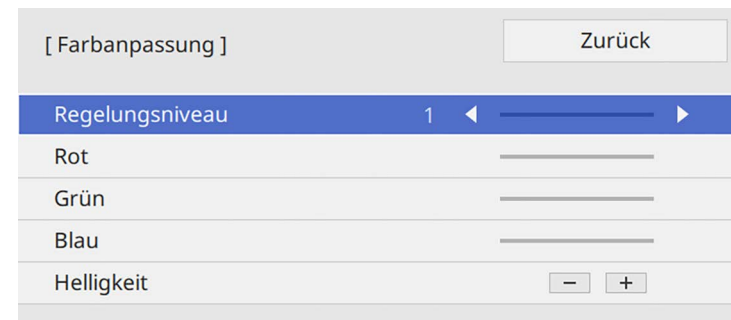 [ Farbanpassung ] Zurück
Regelungsniveau 1
Rot
Grün
Blau
Helligkeit − +